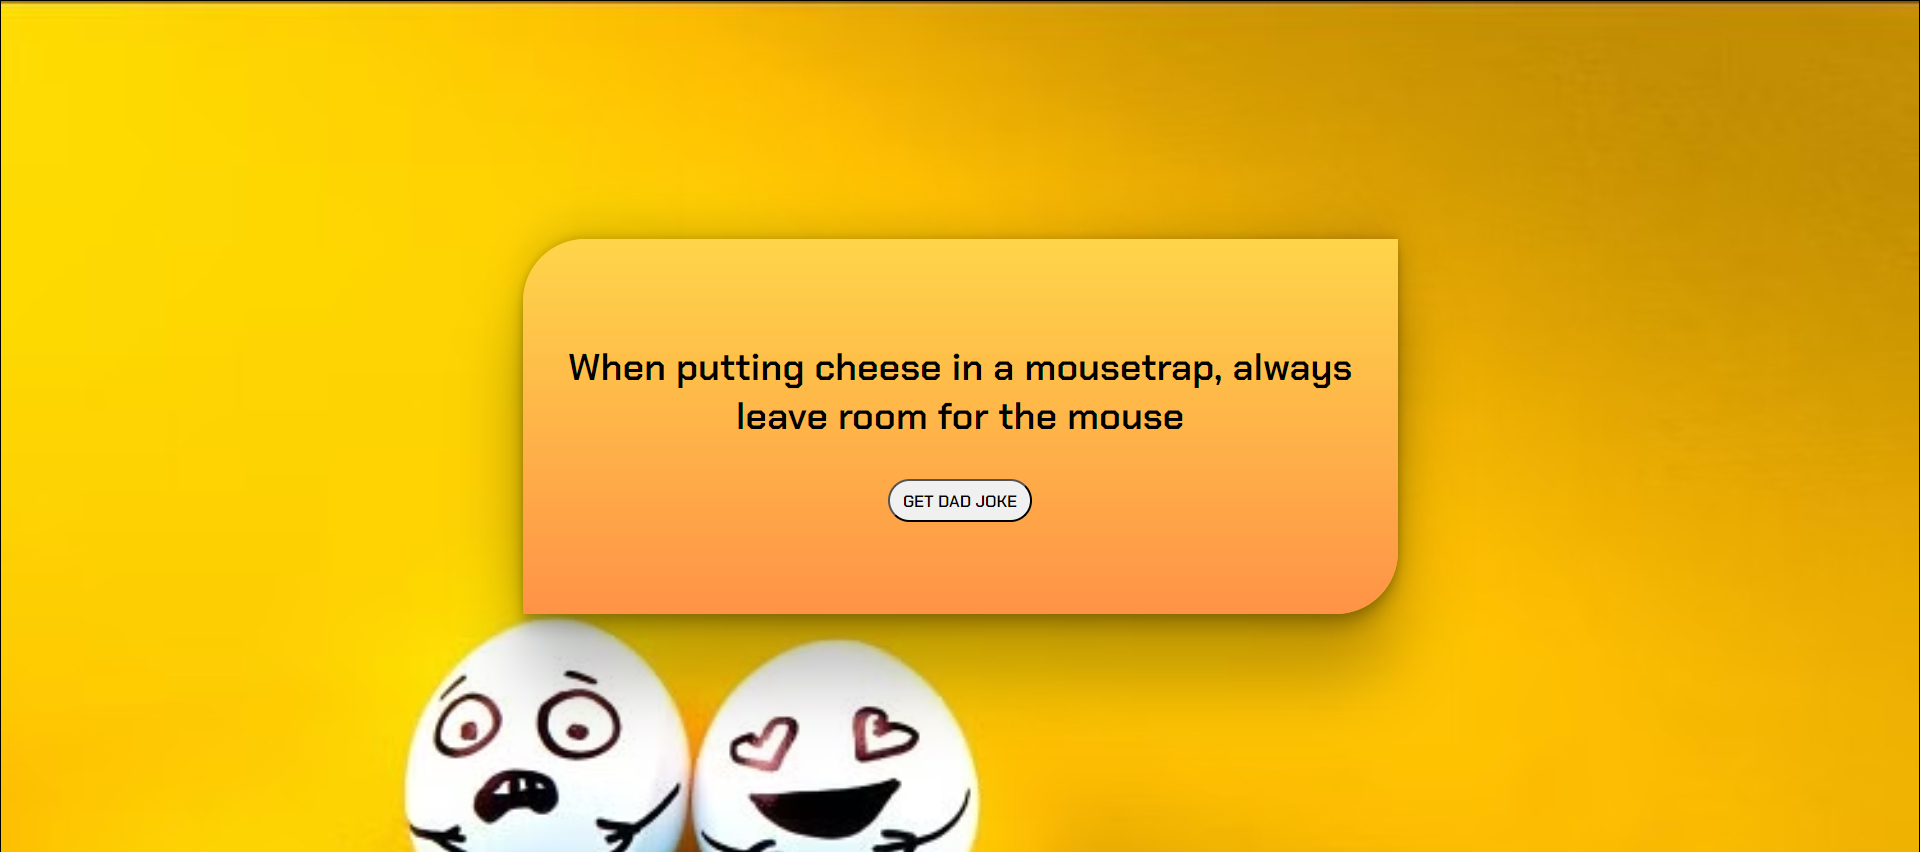 When putting cheese in a mousetrap, always
leave room for the mouse
GET DAD JOKE